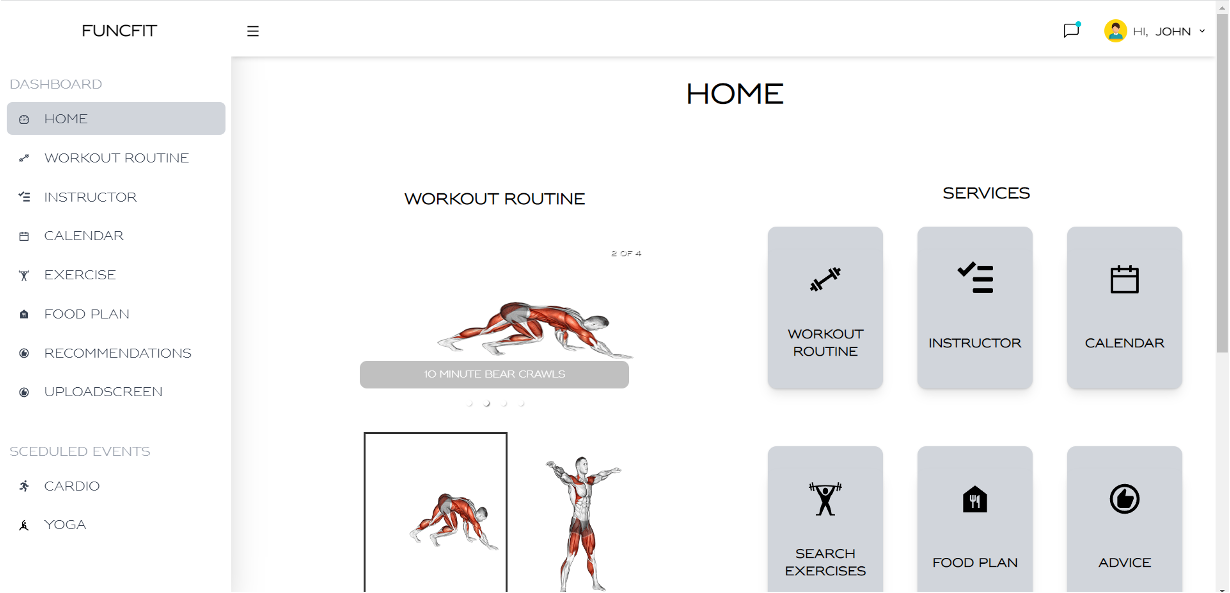 FUNCFIT
HI, JOHN
DASHBOARD
HOME
WORKOUT ROUTINE
INSTRUCTOR
CALENDAR
EXERCISE
FOOD PLAN
RECOMMENDATIONS
UPLOADSCREEN
SCEDULED EVENTS
CARDIO
YOGA
HOME
WORKOUT ROUTINE
2 OF 4
10 MINUTE BEAR CRAWLS
SERVICES
WORKOUT
ROUTINE
INSTRUCTOR
CALENDAR
SEARCH
EXERCISES
FOOD PLAN
ADVICE